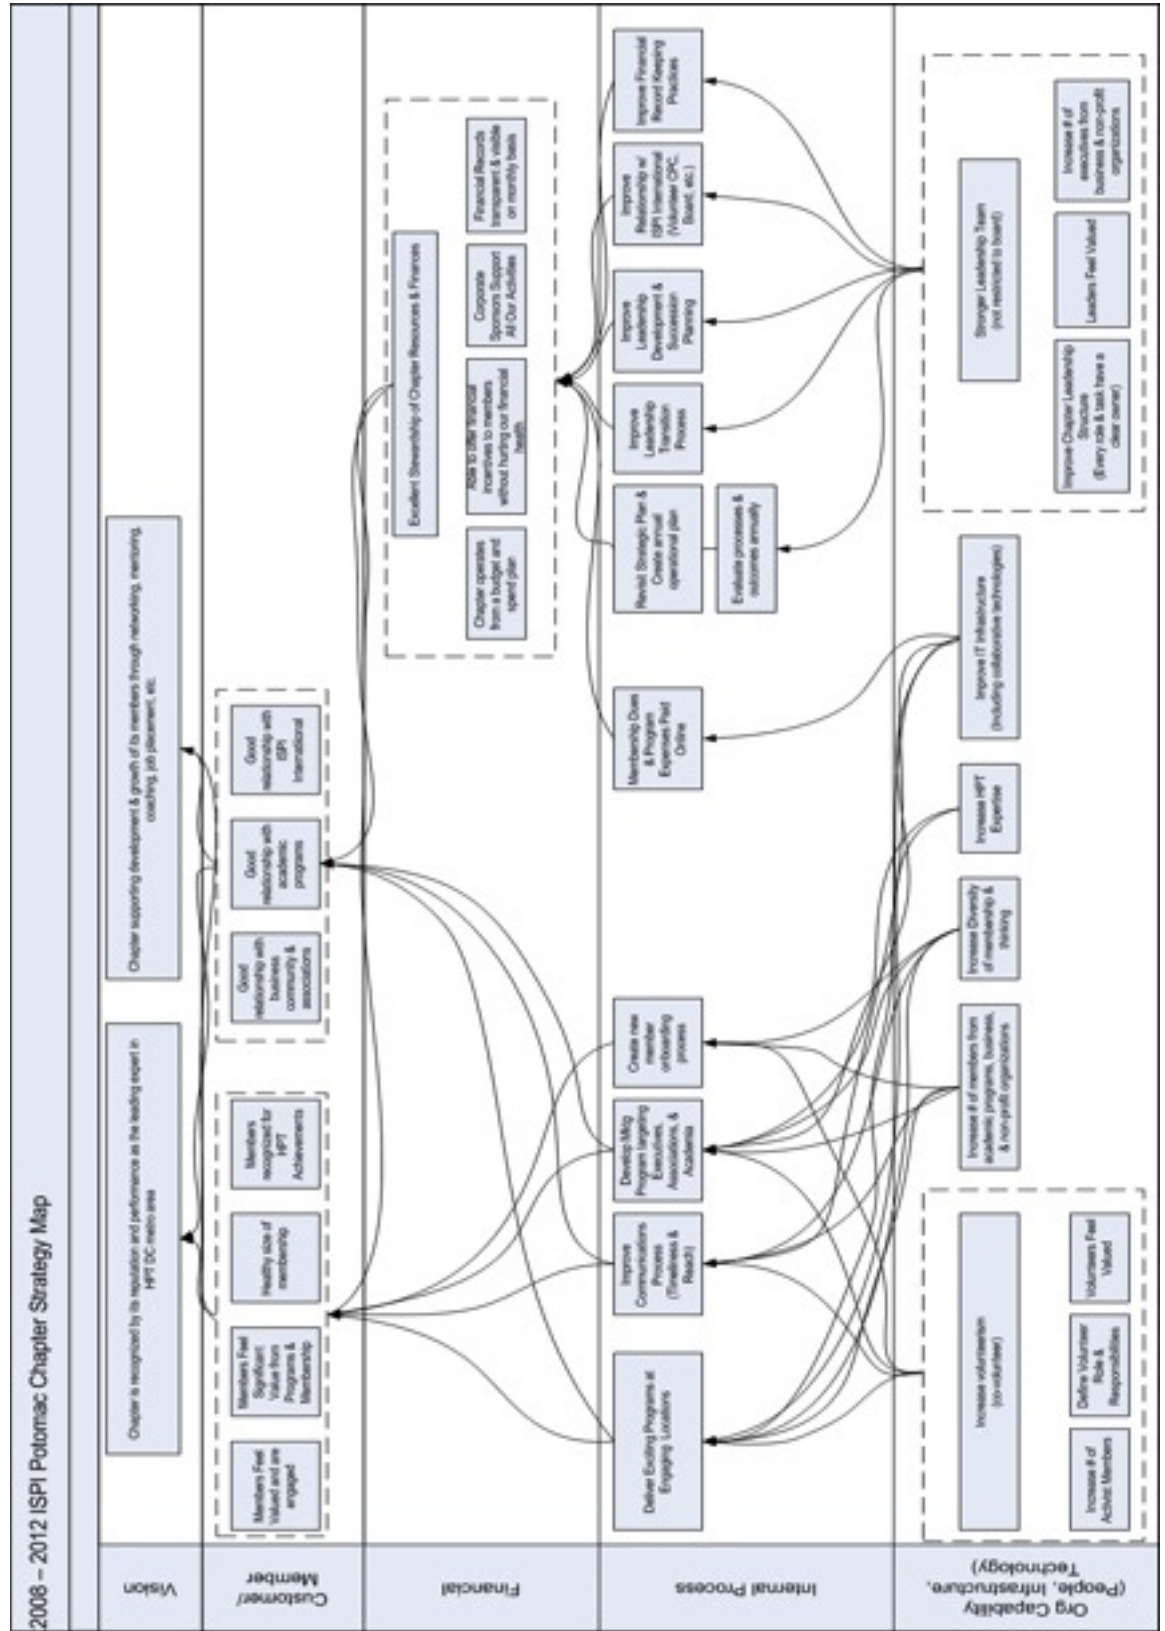 2008 – 2012 ISPI Potomac Chapter Strategy Map
Vision
Chapter is recognized by its reputation and performance as the leading expert in
HPT DC metro area
Chapter supporting development & growth of its members through networking, mentoring,
coaching, job placement, etc.
Customer/
Member
Members Feel
Valued and are
engaged
Members Feel
Significant
Value from
Programs &
Membership
Healthy size of
membership
Members
recognized for
HPT
Achievements
Good
relationship with
business
community &
associations
Good
relationship with
academic
programs
Good
relationship with
ISPI
International
Financial
Excellent Stewardship of Chapter Resources & Finances
Chapter operates
from a budget and
spend plan
Able to offer financial
incentives to members
without hurting our financial
health
Corporate
Sponsors Support
All Our Activities
Financial Records
transparent & visible
on monthly basis
Internal Process
Deliver Exciting Programs at
Engaging Locations
Improve
Communications
Process
(Timeliness &
Reach)
Develop Mktg
Program targeting
Executives,
Associations, &
Academia
Create new
member
onboarding
process
Membership Dues
& Program
Expenses Paid
Online
Revisit Strategic Plan &
Create annual
operational plan
Evaluate processes &
outcomes annually
Improve
Leadership
Transition
Process
Improve
Leadership
Development &
Succession
Planning
Improve
Relationship w/
ISPI International
(Volunteer CPC,
Board, etc.)
Improve Financial
Record Keeping
Practices
Org Capability
(People, Infrastructure,
Technology)
Increase volunteerism
(co-volunteer)
Increase # of
Activist Members
Define Volunteer
Role &
Responsibilities
Volunteers Feel
Valued
Increase # of members from
academic programs, business,
& non-profit organizations
Increase Diversity
of membership &
thinking
Increase HPT
Expertise
Improve IT Infrastructure
(Including collaborative technologies)
Stronger Leadership Team
(not restricted to board)
Improve Chapter Leadership
Structure
(Every role & task have a
clear owner)
Leaders Feel Valued
Increase # of
executives from
business & non-profit
organizations